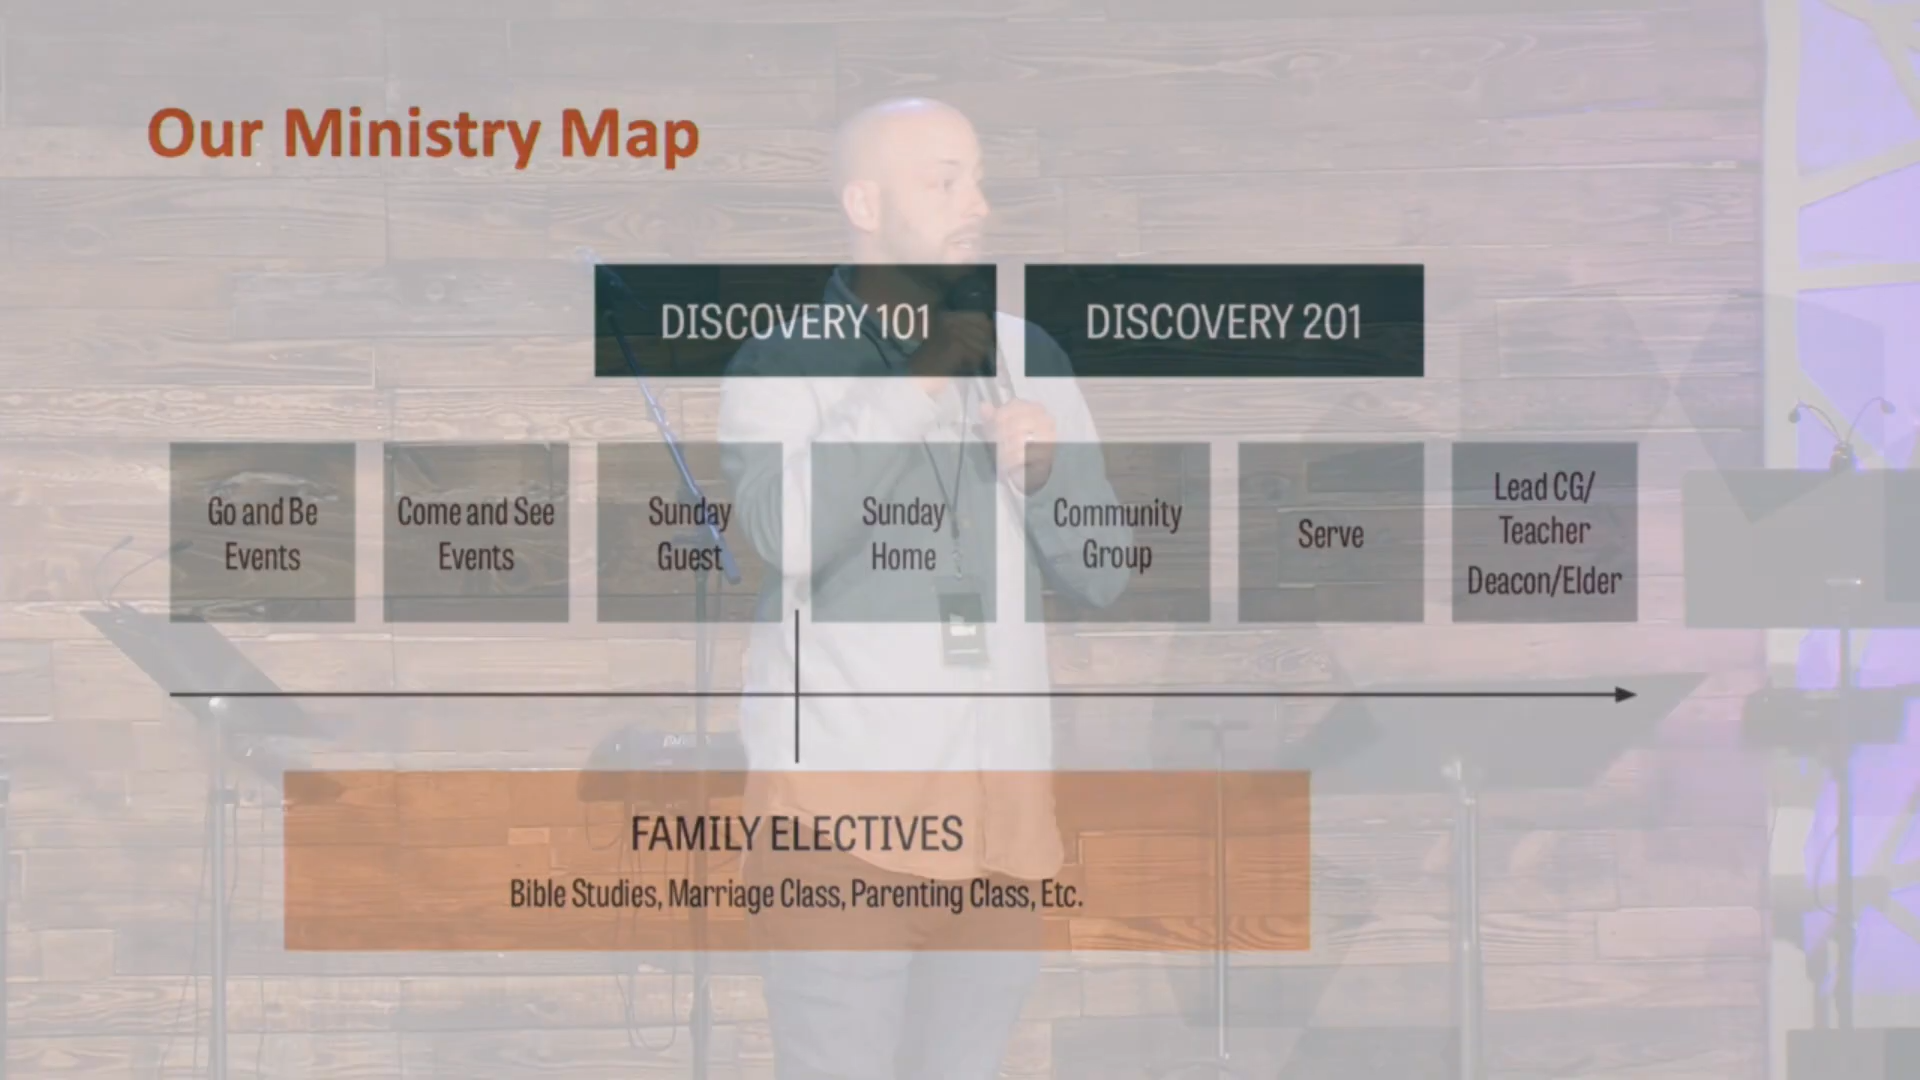 Our Ministry Map
DISCOVERY 101
DISCOVERY 201
Go and Be
Events
Come and See
Events
Sunday
Guest
Sunday
Home
Community
Group
Serve
Lead CG/
Teacher
Deacon/Elder
FAMILY ELECTIVES
Bible Studies, Marriage Class, Parenting Class, Etc.